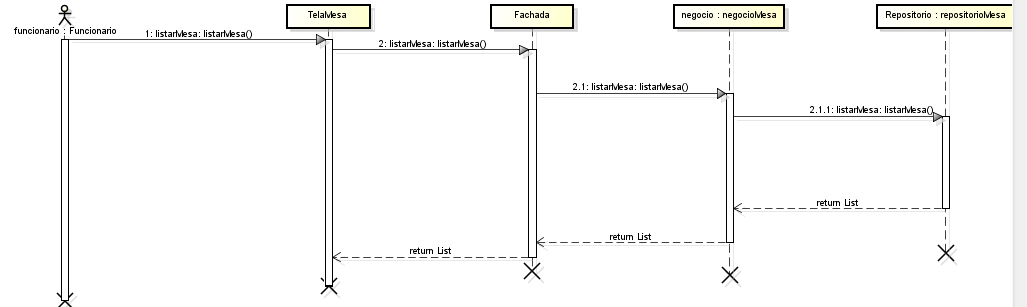 TelaMesa
Fachada
negocio : negocioMesa
Repositorio : repositorioMesa
funcionario : Funcionario
1: listarMesa: listarMesa()
2: listarMesa: listarMesa()
2.1: listarMesa: listarMesa()
2.1.1: listarMesa: listarMesa()
return List
return List
return List